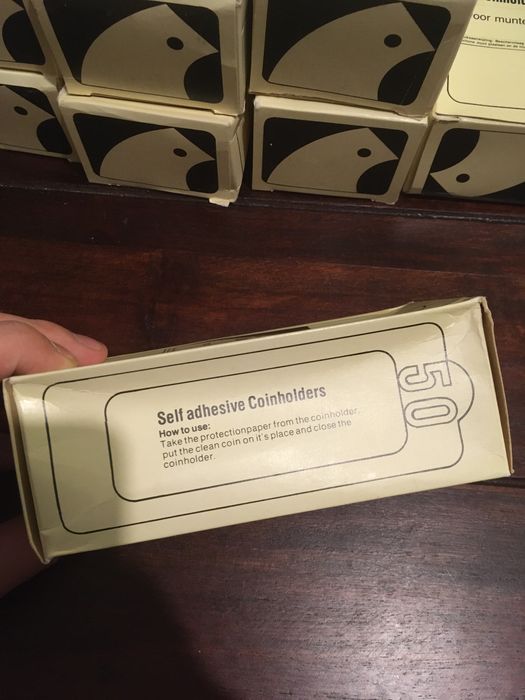 oor munte
Self adhesive Coinholders
How to use:
Take the protectionpaper from the coinholder,
put the clean coin on it's place and close the
coinholder.
50